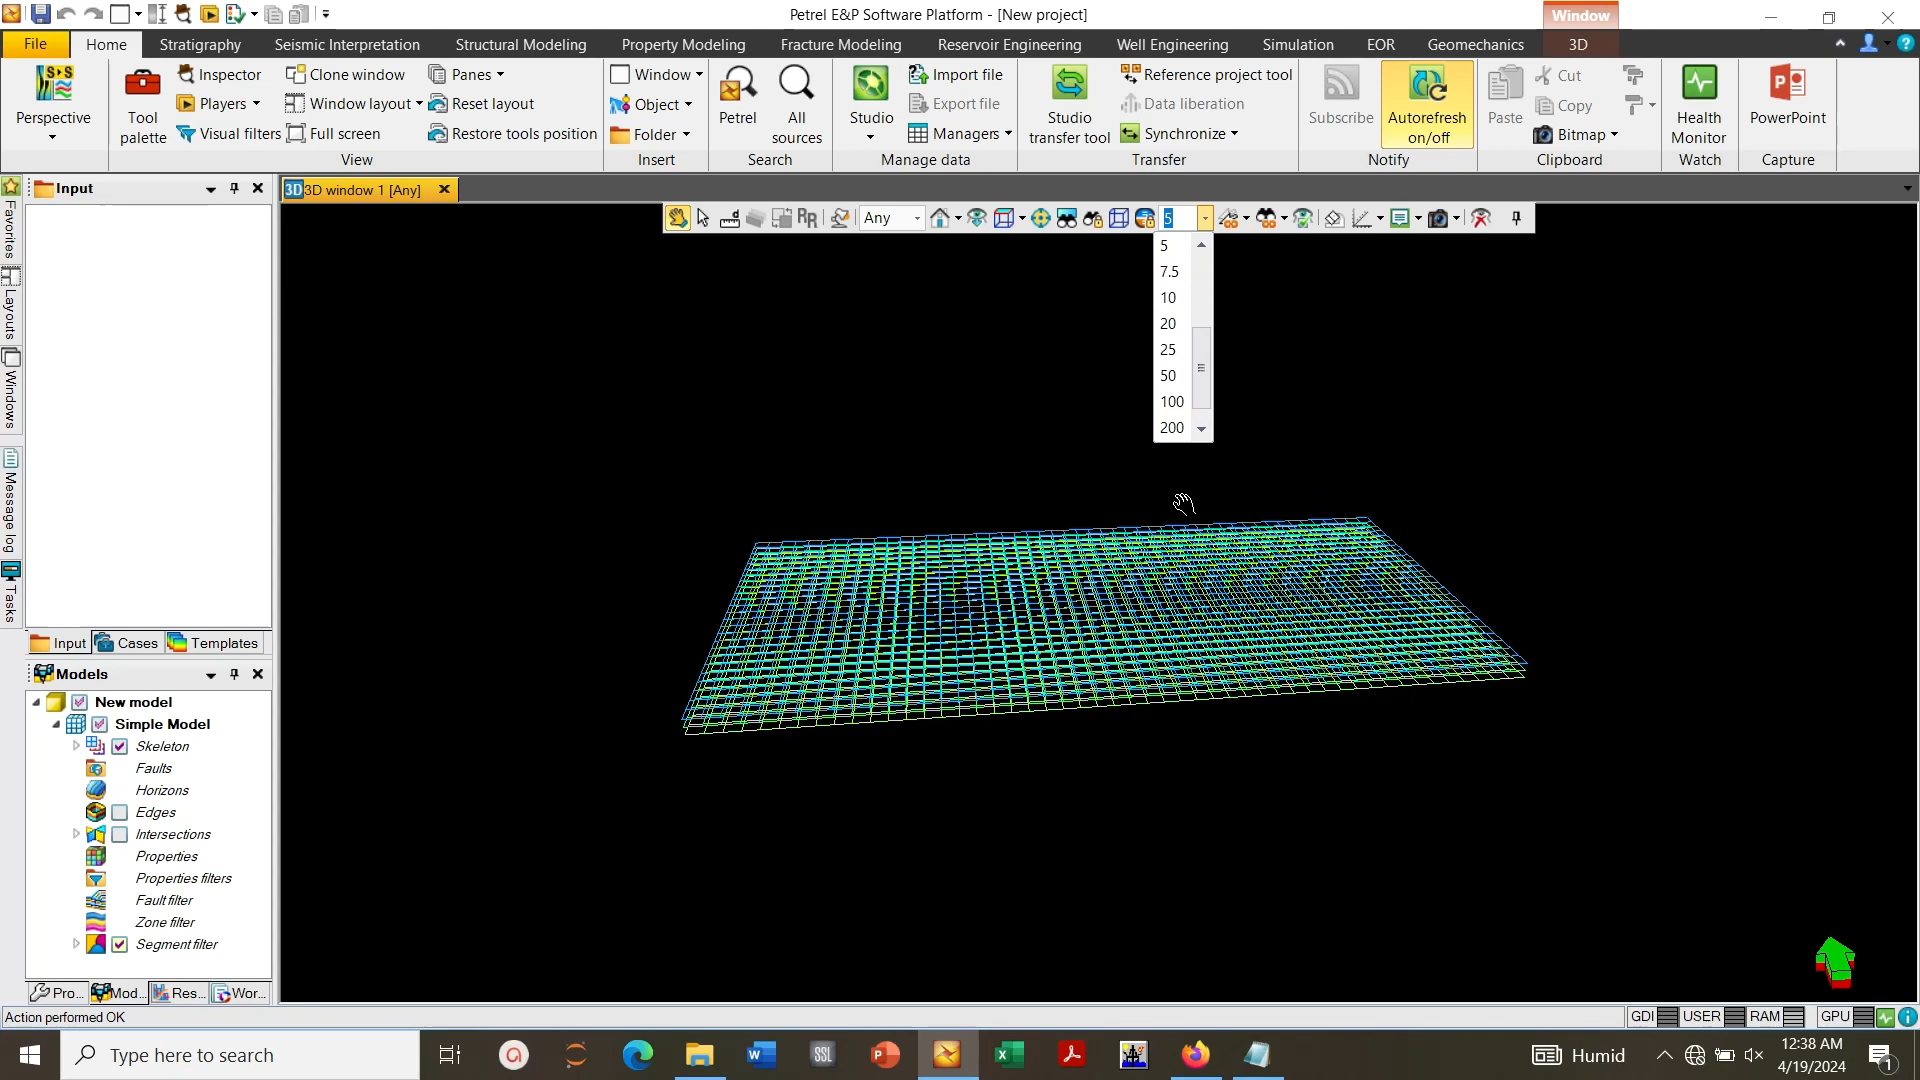 Petrel E&P Software Platform - [New project]
Window
File
Home
Stratigraphy
Seismic Interpretation
Structural Modeling
Property Modeling
Fracture Modeling
Reservoir Engineering
Well Engineering
Simulation
EOR
Geomechanics
3D
Perspective
Tool palette
Inspector
Players
Visual filters
Clone window
Window layout
Full screen
Panes
Reset layout
Restore tools position
View
Window
Object
Folder
Insert
Petrel
All sources
Search
Studio
Import file
Export file
Managers
Manage data
Studio transfer tool
Reference project tool
Data liberation
Synchronize
Transfer
Subscribe
Autorefresh on/off
Notify
Paste
Cut
Copy
Bitmap
Clipboard
Health Monitor
Watch
PowerPoint
Capture
Favorites
Layouts
Windows
Message log
Tasks
Input
3D
3D window 1 [Any]
Any
5
5
7.5
10
20
25
50
100
200
Input
Cases
Templates
Models
New model
Simple Model
Skeleton
Faults
Horizons
Edges
Intersections
Properties
Properties filters
Fault filter
Zone filter
Segment filter
Pro...
Mod...
Res...
Wor...
Action performed OK
GDI
USER
RAM
GPU
Type here to search
SSL
Humid
12:38 AM
4/19/2024
1